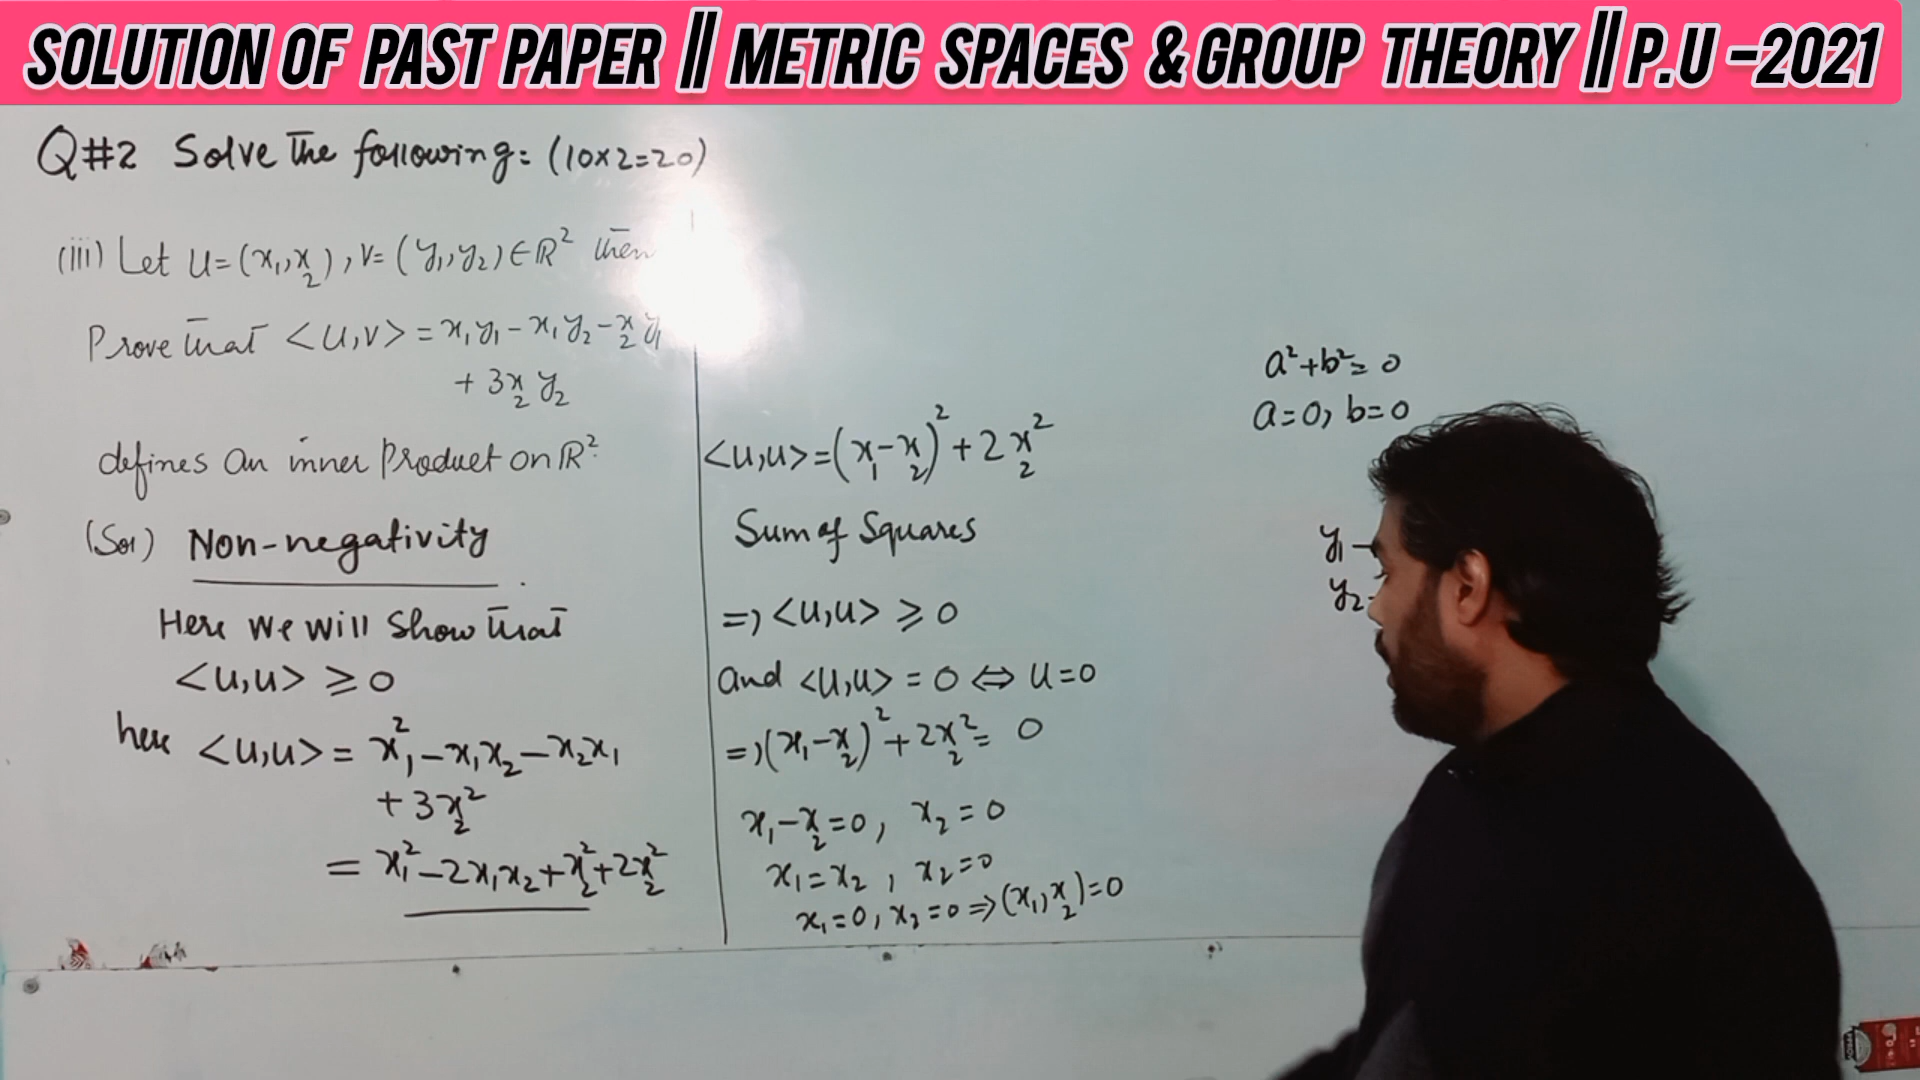 SOLUTION OF PAST PAPER || METRIC SPACES & GROUP THEORY || P.U -2021
Q#2 Solve The following: (10×2=20)
(iii) Let u=(x₁,x₂), v=(y₁,y₂)∈ℝ² then
Prove that <u,v> = x₁y₁-x₁y₂-x₂y₁
+ 3x₂y₂
defines an inner Product on ℝ².
(Sol) Non-negativity
Here we will show that
<u,u> ≥ 0
here <u,u> = x₁²-x₁x₂-x₂x₁
+ 3x₂²
= x₁²-2x₁x₂+x₂²+2x₂²
<u,u> = (x₁-x₂)²+2x₂²
Sum of Squares
=> <u,u> ≥ 0
and <u,u> = 0 ⇔ u=0
=> (x₁-x₂)²+2x₂² = 0
x₁-x₂=0, x₂=0
x₁=x₂, x₂=0
x₁=0, x₂=0 => (x₁,x₂)=0
a²+b²=0
a=0, b=0
y₁-
y₂-